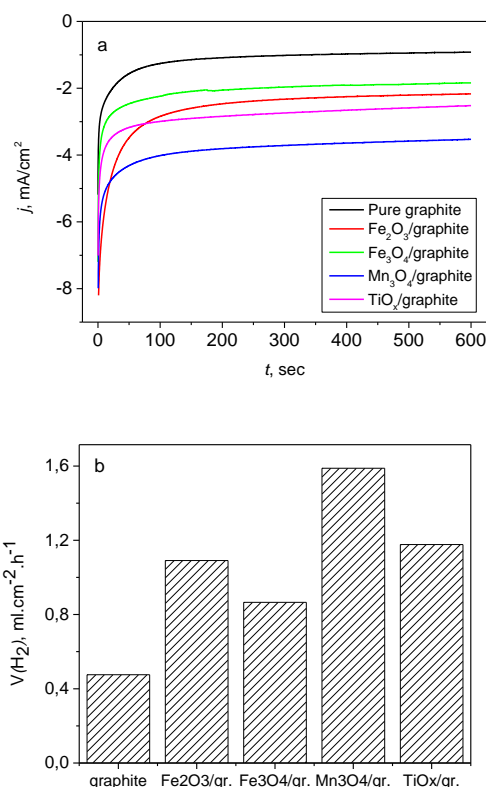 a
0
-2
-4
-6
-8
j, mA/cm²
Pure graphite
Fe₂O₃/graphite
Fe₃O₄/graphite
Mn₃O₄/graphite
TiOₓ/graphite
0 100 200 300 400 500 600
t, sec
b
1,6
1,2
0,8
0,4
0,0
V(H₂), ml.cm⁻².h⁻¹
graphite Fe2O3/gr. Fe3O4/gr. Mn3O4/gr. TiOx/gr.